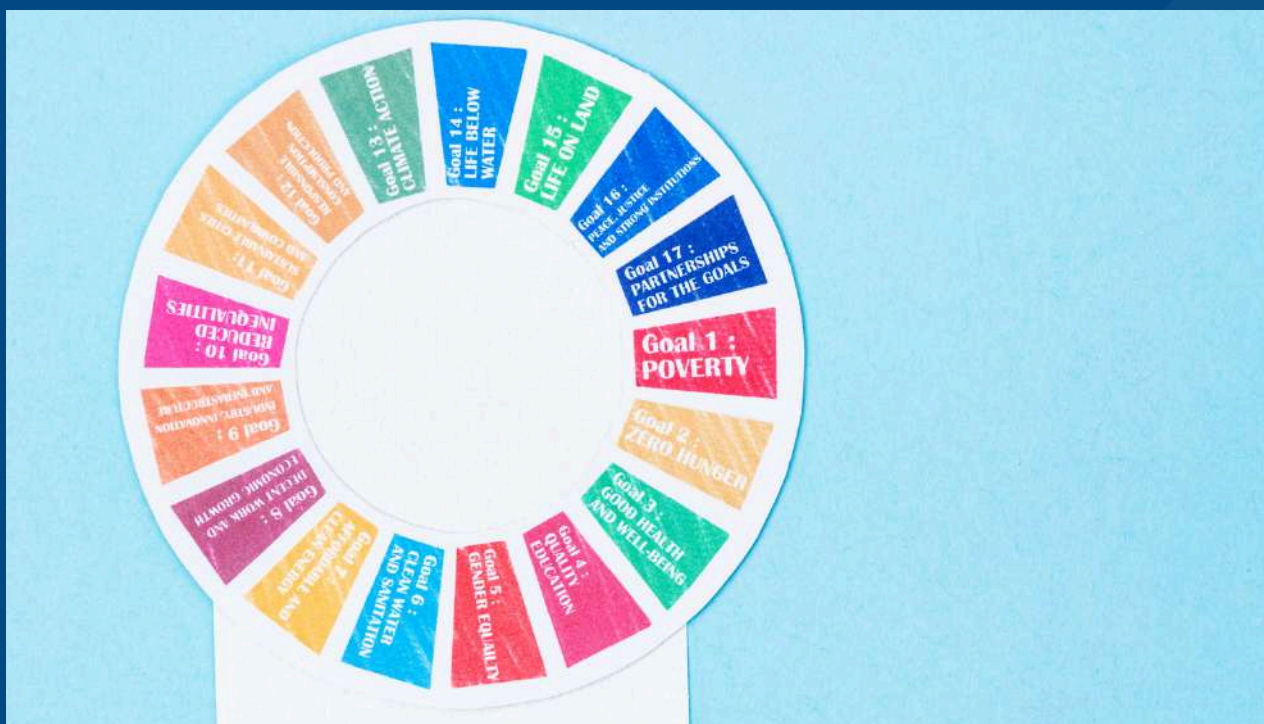 Goal 1 :
POVERTY
Goal 2 :
ZERO HUNGER
Goal 3 :
GOOD HEALTH
AND WELL-BEING
Goal 4 :
QUALITY
EDUCATION
Goal 5 :
GENDER EQUAILTY
Goal 6 :
CLEAN WATER
AND SANITATION
Goal 7 :
AFFORDABLE AND
CLEAN ENERGY
Goal 8 :
DECENT WORK AND
ECONOMIC GROWTH
Goal 9 :
INDUSTRY, INNOVATION
AND INFRASTRUCTURE
Goal 10 :
REDUCED
INEQUALITIES
Goal 11 :
SUSTAINABLE CITIES
AND COMMUNITIES
Goal 12 :
RESPONSIBLE
CONSUMPTION
AND PRODUCTION
Goal 13 :
CLIMATE ACTION
Goal 14 :
LIFE BELOW
WATER
Goal 15 :
LIFE ON LAND
Goal 16 :
PEACE, JUSTICE
AND STRONG INSTITUTIONS
Goal 17 :
PARTNERSHIPS
FOR THE GOALS